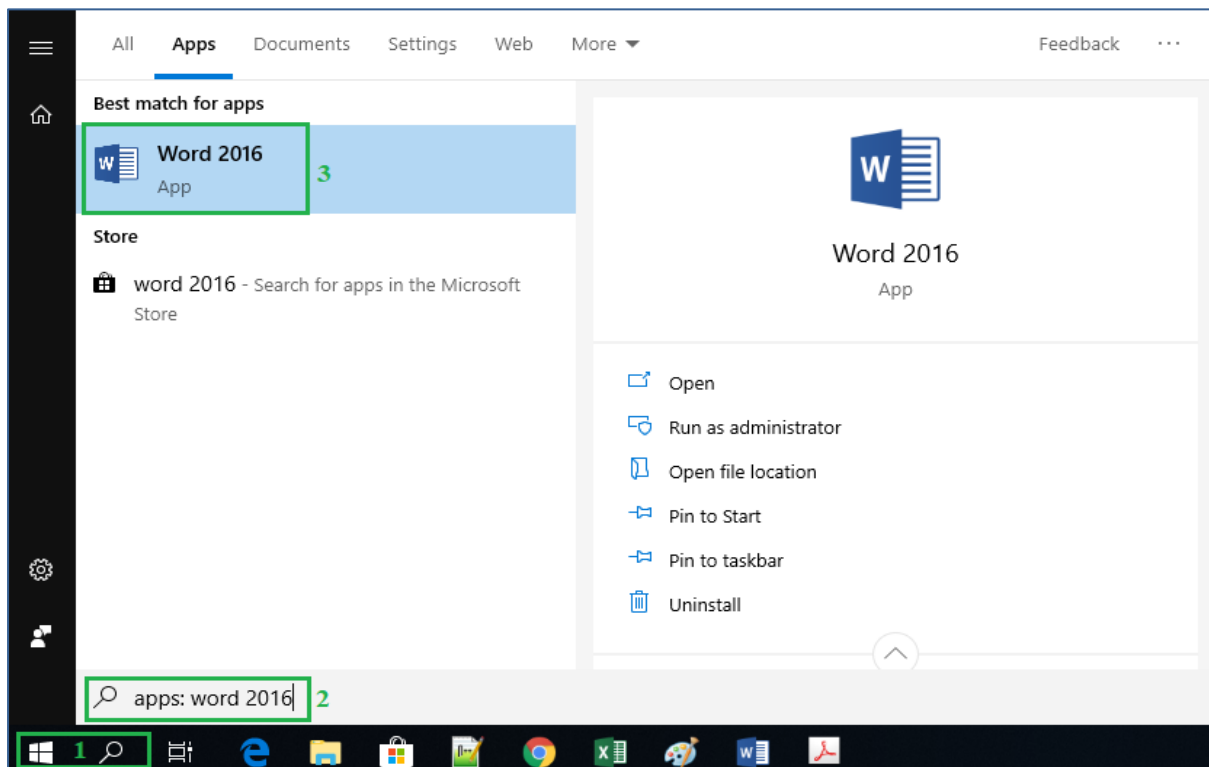 All Apps Documents Settings Web More Feedback ...
Best match for apps
Word 2016
App
3
Store
word 2016 - Search for apps in the Microsoft
Store
W
W
Word 2016
App
Open
Run as administrator
Open file location
Pin to Start
Pin to taskbar
Uninstall
apps: word 2016 2
1